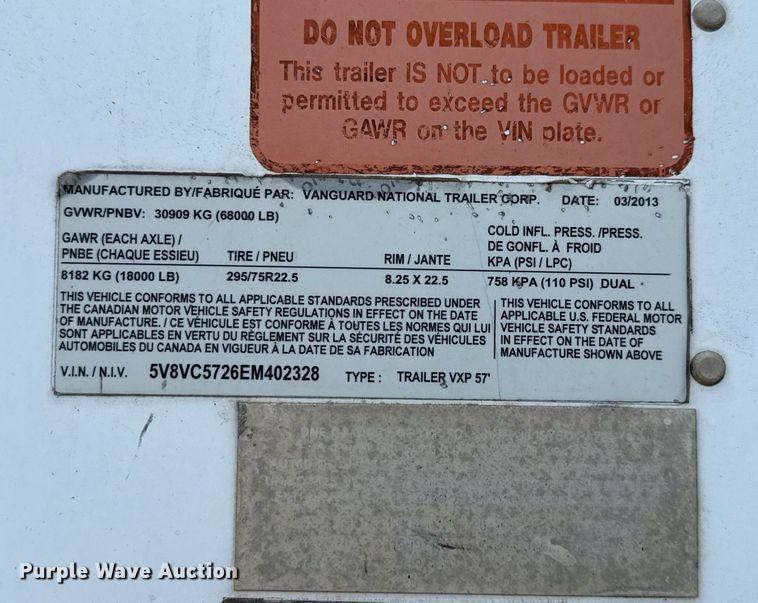 DO NOT OVERLOAD TRAILER
This trailer IS NOT to be loaded or
permitted to exceed the GVWR or
GAWR on the VIN plate.
MANUFACTURED BY/FABRIQUÉ PAR: VANGUARD NATIONAL TRAILER CORP. DATE: 03/2013
GVWR/PNBV: 30909 KG (68000 LB)
GAWR (EACH AXLE) /
PNBE (CHAQUE ESSIEU) TIRE / PNEU RIM / JANTE
COLD INFL. PRESS./PRESS.
DE GONFL. À FROID
KPA (PSI / LPC)
8182 KG (18000 LB) 295/75R22.5 8.25 X 22.5 758 KPA (110 PSI) DUAL
THIS VEHICLE CONFORMS TO ALL APPLICABLE STANDARDS PRESCRIBED UNDER
THE CANADIAN MOTOR VEHICLE SAFETY REGULATIONS IN EFFECT ON THE DATE
OF MANUFACTURE. / CE VÉHICULE EST CONFORME À TOUTES LES NORMES QUI LUI
SONT APPLICABLES EN VERTU DU RÈGLEMENT SUR LA SÉCURITÉ DES VÉHICULES
AUTOMOBILES DU CANADA EN VIGUEUR À LA DATE DE SA FABRICATION
THIS VEHICLE CONFORMS TO ALL
APPLICABLE U.S. FEDERAL MOTOR
VEHICLE SAFETY STANDARDS
IN EFFECT ON THE DATE OF
MANUFACTURE SHOWN ABOVE
V.I.N. / N.I.V. 5V8VC5726EM402328 TYPE: TRAILER VXP 57'
Purple Wave Auction